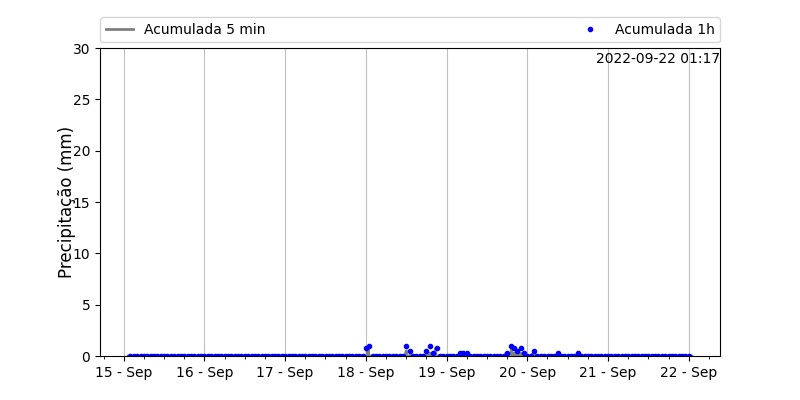 Acumulada 5 min
Acumulada 1h
2022-09-22 01:17
Precipitação (mm)
30
25
20
15
10
5
0
15 - Sep
16 - Sep
17 - Sep
18 - Sep
19 - Sep
20 - Sep
21 - Sep
22 - Sep